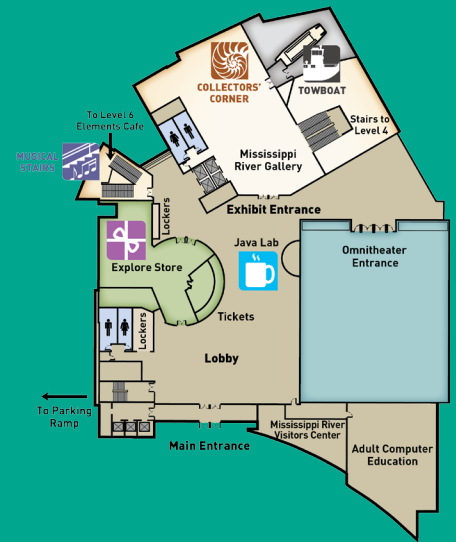 COLLECTORS'
CORNER
TOWBOAT
To Level 6
Elements Cafe
Stairs to
Level 4
MUSICAL
STAIRS
Mississippi
River Gallery
Lockers
Exhibit Entrance
Java Lab
Omnitheater
Entrance
Explore Store
Tickets
Lockers
Lobby
To Parking
Ramp
Main Entrance
Mississippi River
Visitors Center
Adult Computer
Education